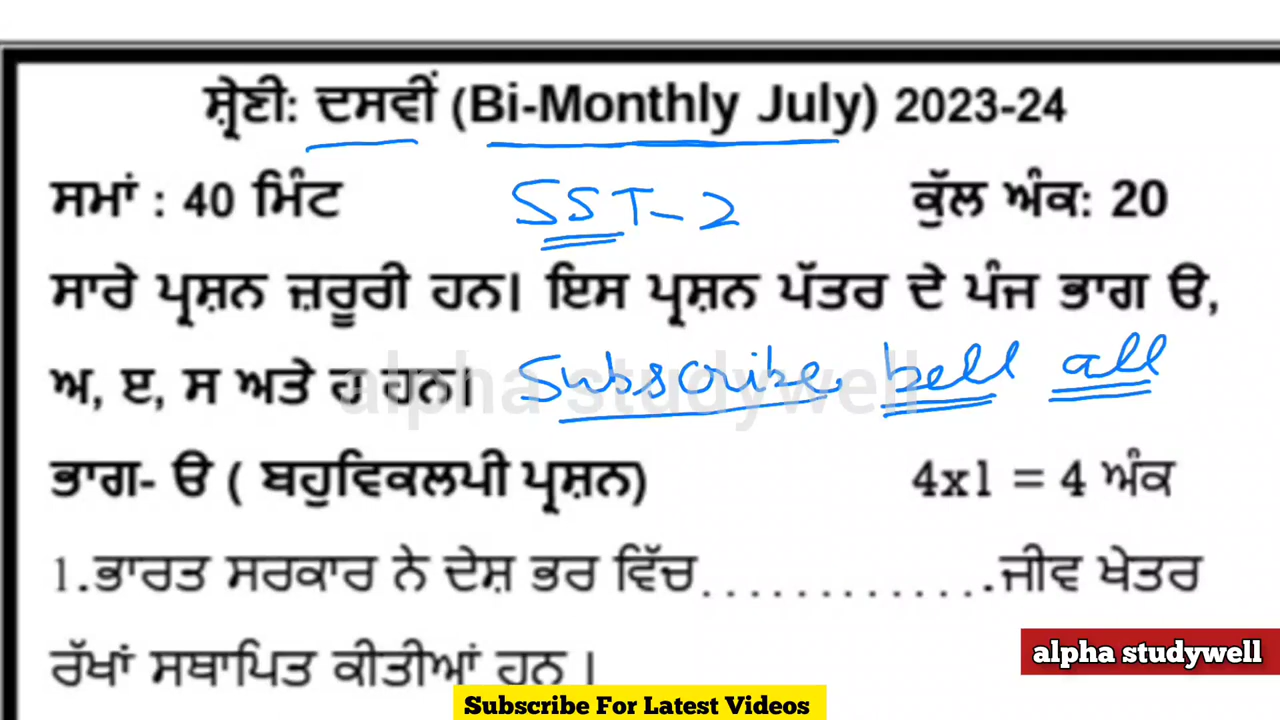 ਸ਼੍ਰੇਣੀ: ਦਸਵੀਂ (Bi-Monthly July) 2023-24
ਸਮਾਂ : 40 ਮਿੰਟ SST-2 ਕੁੱਲ ਅੰਕ: 20
ਸਾਰੇ ਪ੍ਰਸ਼ਨ ਜ਼ਰੂਰੀ ਹਨ। ਇਸ ਪ੍ਰਸ਼ਨ ਪੱਤਰ ਦੇ ਪੰਜ ਭਾਗ ੳ,
ਅ, ੲ, ਸ ਅਤੇ ਹ ਹਨ। Subscribe, bell all
alpha studywell
ਭਾਗ- ੳ ( ਬਹੁਵਿਕਲਪੀ ਪ੍ਰਸ਼ਨ) 4x1 = 4 ਅੰਕ
1.ਭਾਰਤ ਸਰਕਾਰ ਨੇ ਦੇਸ਼ ਭਰ ਵਿੱਚ.............ਜੀਵ ਖੇਤਰ
ਰੱਖਾਂ ਸਥਾਪਿਤ ਕੀਤੀਆਂ ਹਨ ।
alpha studywell
Subscribe For Latest Videos